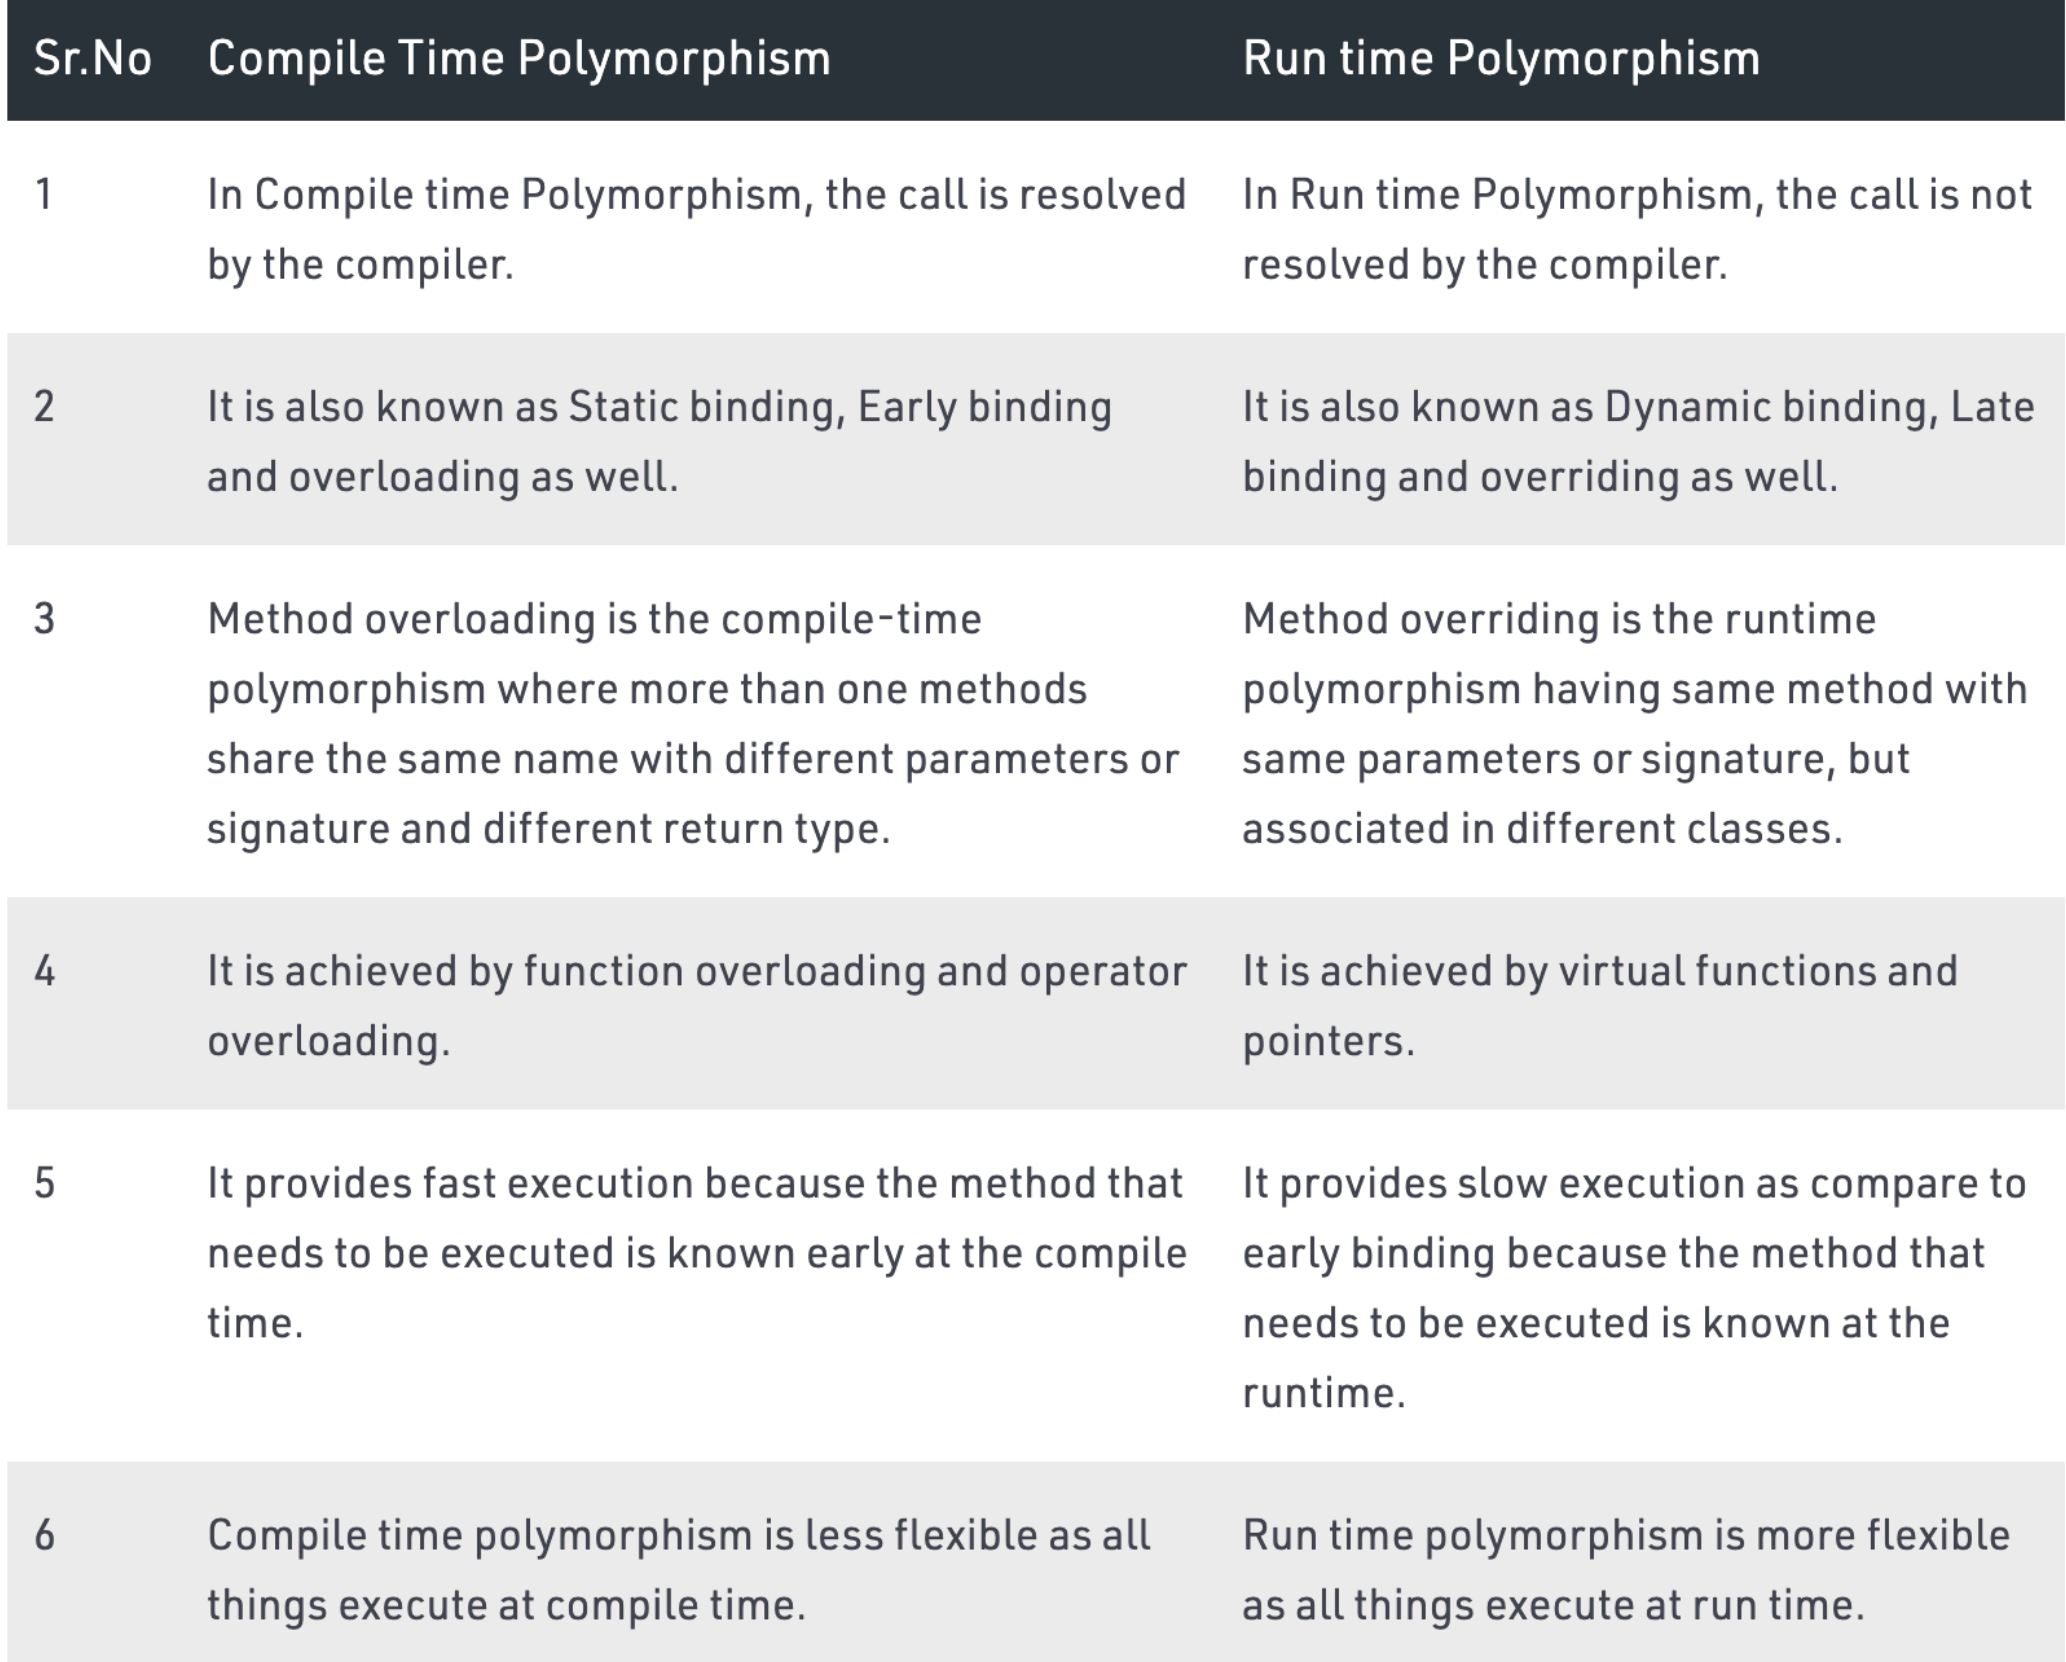 Sr.No Compile Time Polymorphism Run time Polymorphism
1 In Compile time Polymorphism, the call is resolved
by the compiler.
In Run time Polymorphism, the call is not
resolved by the compiler.
2 It is also known as Static binding, Early binding
and overloading as well.
It is also known as Dynamic binding, Late
binding and overriding as well.
3 Method overloading is the compile-time
polymorphism where more than one methods
share the same name with different parameters or
signature and different return type.
Method overriding is the runtime
polymorphism having same method with
same parameters or signature, but
associated in different classes.
4 It is achieved by function overloading and operator
overloading.
It is achieved by virtual functions and
pointers.
5 It provides fast execution because the method that
needs to be executed is known early at the compile
time.
It provides slow execution as compare to
early binding because the method that
needs to be executed is known at the
runtime.
6 Compile time polymorphism is less flexible as all
things execute at compile time.
Run time polymorphism is more flexible
as all things execute at run time.